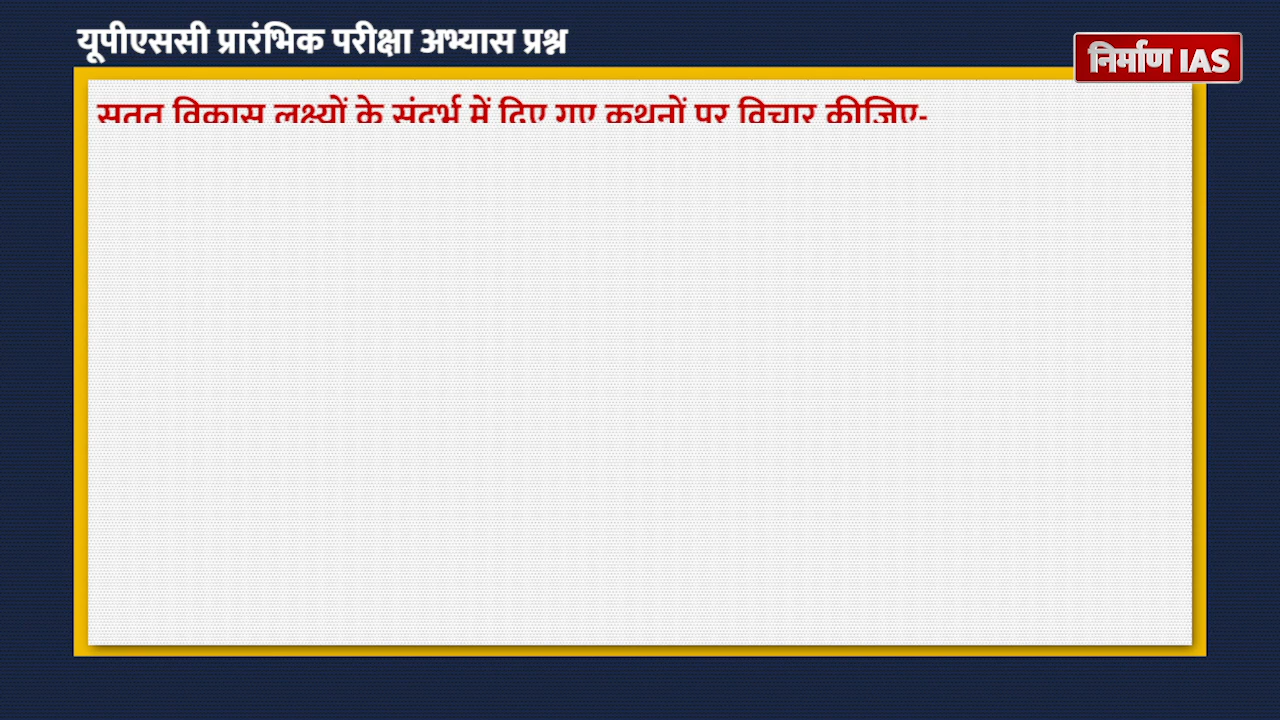 यूपीएससी प्रारंभिक परीक्षा अभ्यास प्रश्न
निर्माण IAS
सतत विकास लक्ष्यों के संदर्भ में दिए गए कथनों पर विचार कीजिए-